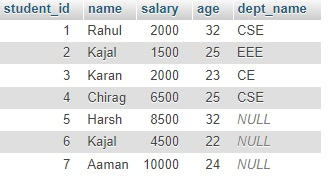 student_id name salary age dept_name
1 Rahul 2000 32 CSE
2 Kajal 1500 25 EEE
3 Karan 2000 23 CE
4 Chirag 6500 25 CSE
5 Harsh 8500 32 NULL
6 Kajal 4500 22 NULL
7 Aaman 10000 24 NULL